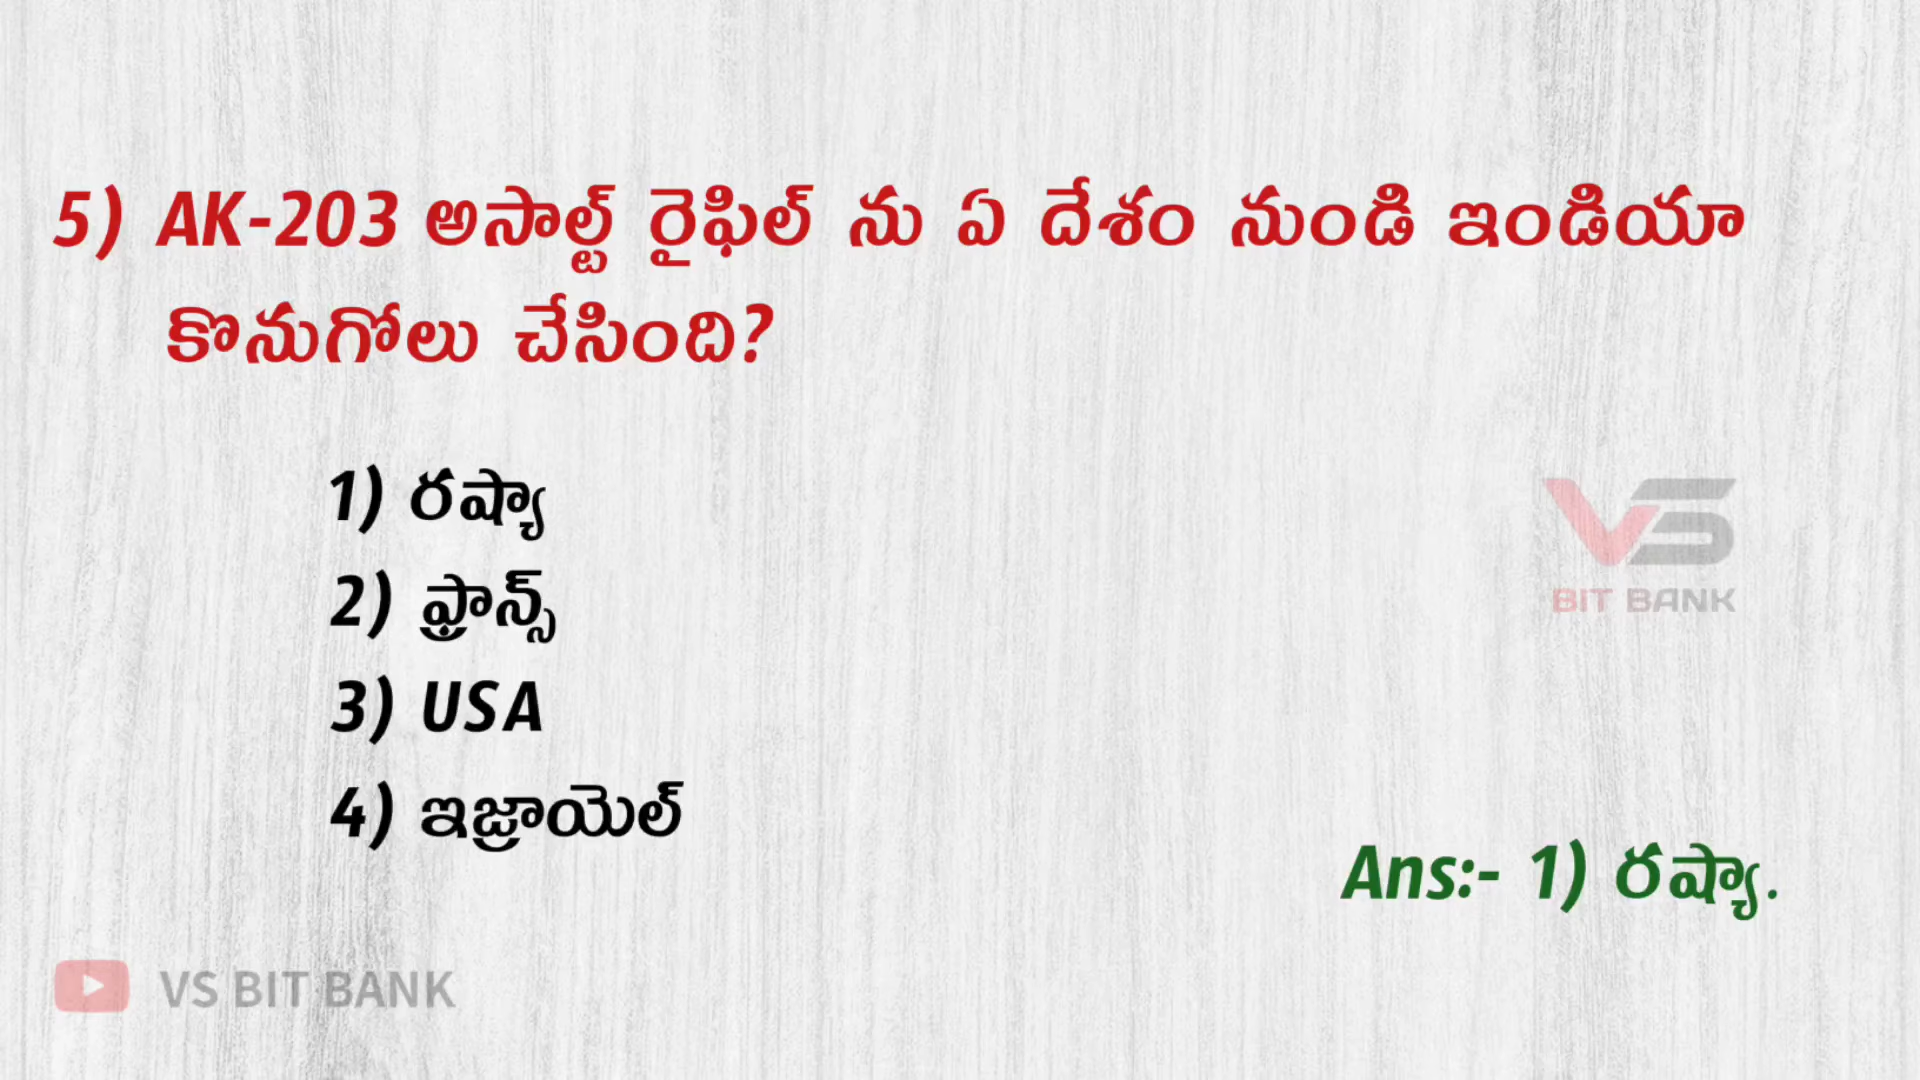 5) AK-203 అసాల్ట్ రైఫిల్ ను ఏ దేశం నుండి ఇండియా
కొనుగోలు చేసింది?
1) రష్యా
2) ఫ్రాన్స్
3) USA
4) ఇజ్రాయెల్
VS
BIT BANK
Ans:- 1) రష్యా.
VS BIT BANK